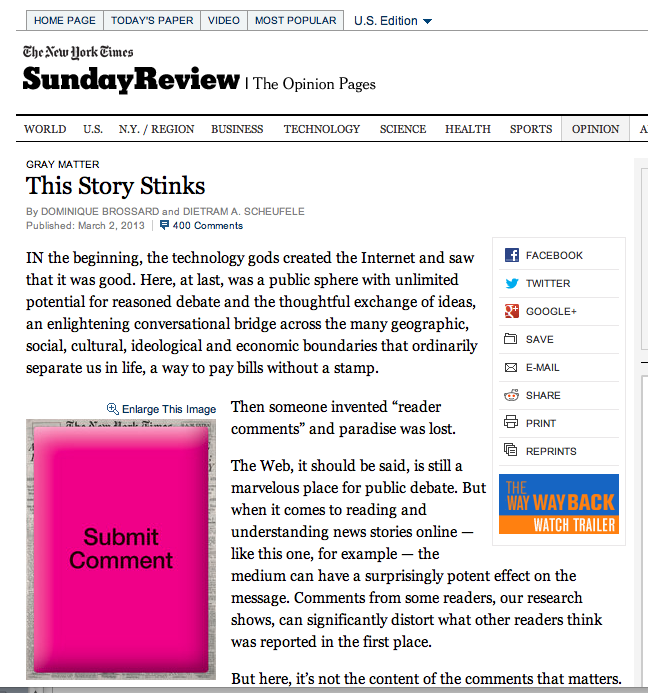 HOME PAGE TODAY'S PAPER VIDEO MOST POPULAR U.S. Edition
The New York Times
SundayReview | The Opinion Pages
WORLD U.S. N.Y. / REGION BUSINESS TECHNOLOGY SCIENCE HEALTH SPORTS OPINION
GRAY MATTER
This Story Stinks
By DOMINIQUE BROSSARD and DIETRAM A. SCHEUFELE
Published: March 2, 2013 400 Comments
IN the beginning, the technology gods created the Internet and saw
that it was good. Here, at last, was a public sphere with unlimited
potential for reasoned debate and the thoughtful exchange of ideas,
an enlightening conversational bridge across the many geographic,
social, cultural, ideological and economic boundaries that ordinarily
separate us in life, a way to pay bills without a stamp.
FACEBOOK
TWITTER
GOOGLE+
SAVE
E-MAIL
SHARE
PRINT
REPRINTS
THE
WAY WAY BACK
WATCH TRAILER
Enlarge This Image
The New York Times
Submit
Comment
Then someone invented “reader
comments” and paradise was lost.
The Web, it should be said, is still a
marvelous place for public debate. But
when it comes to reading and
understanding news stories online —
like this one, for example — the
medium can have a surprisingly potent effect on the
message. Comments from some readers, our research
shows, can significantly distort what other readers think
was reported in the first place.
But here, it’s not the content of the comments that matters.